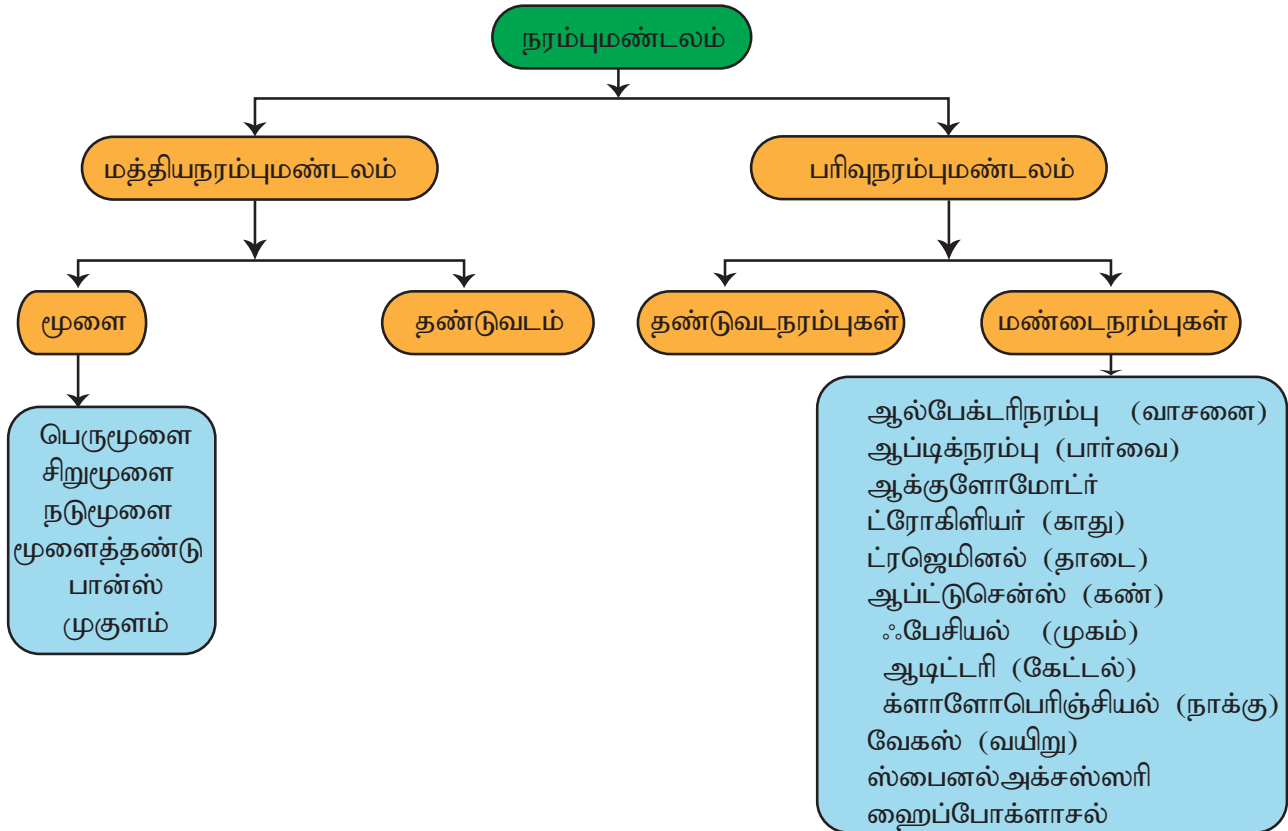 நரம்புமண்டலம்
மத்தியநரம்புமண்டலம்
பரிவுநரம்புமண்டலம்
மூளை
தண்டுவடம்
தண்டுவடநரம்புகள்
மண்டைநரம்புகள்
பெருமூளை
சிறுமூளை
நடுமூளை
மூளைத்தண்டு
பான்ஸ்
முகுளம்
ஆல்பேக்டரிநரம்பு (வாசனை)
ஆப்டிக்நரம்பு (பார்வை)
ஆக்குளோமோட்ர்
ட்ரோகிளியர் (காது)
ட்ரஜெமினல் (தாடை)
ஆப்ட்டுசென்ஸ் (கண்)
ஃபேசியல் (முகம்)
ஆடிட்டரி (கேட்டல்)
க்ளாளோபெரிஞ்சியல் (நாக்கு)
வேகஸ் (வயிறு)
ஸ்பைனல்அக்சஸ்ஸரி
ஹைப்போக்ளாசல்